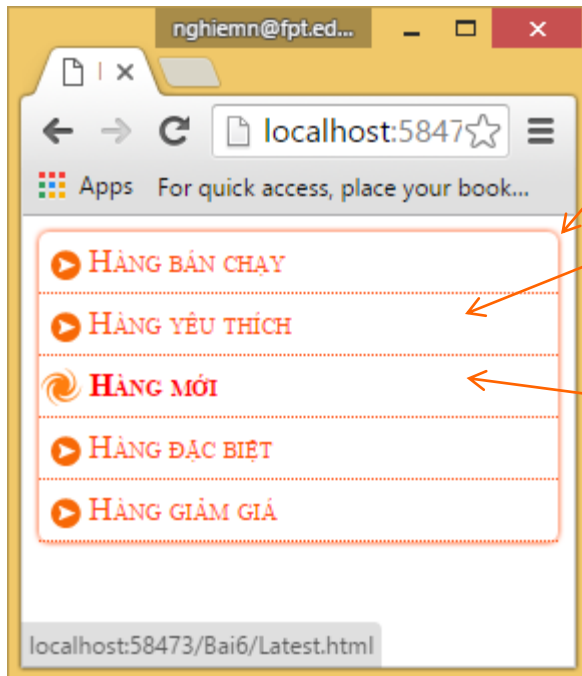 nghiemn@fpt.ed...
localhost:5847
Apps For quick access, place your book...
Hàng bán chạy
Hàng yêu thích
Hàng mới
Hàng đặc biệt
Hàng giảm giá
localhost:58473/Bai6/Latest.html